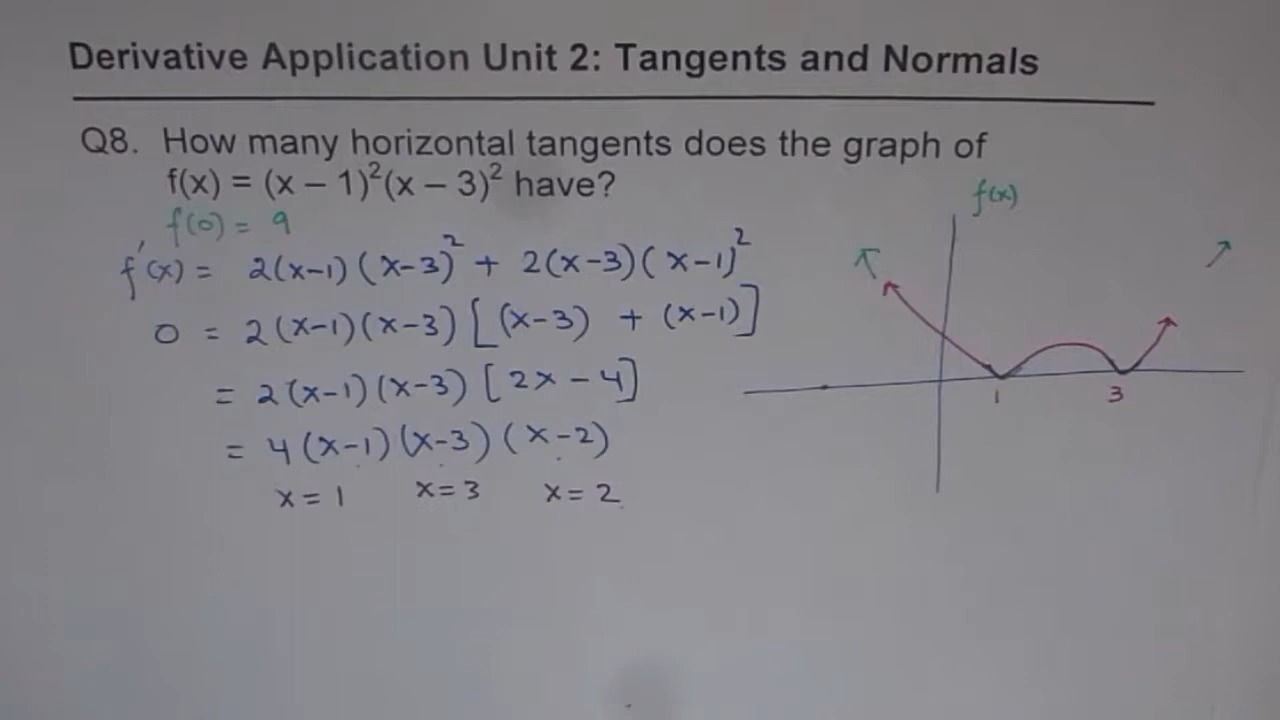 Derivative Application Unit 2: Tangents and Normals
Q8. How many horizontal tangents does the graph of
f(x) = (x – 1)²(x – 3)² have?
f(0) = 9
f'(x) = 2(x-1)(x-3)² + 2(x-3)(x-1)²
0 = 2(x-1)(x-3)[(x-3) + (x-1)]
= 2(x-1)(x-3)[2x-4]
= 4(x-1)(x-3)(x-2)
x=1 x=3 x=2
f(x)
1 3